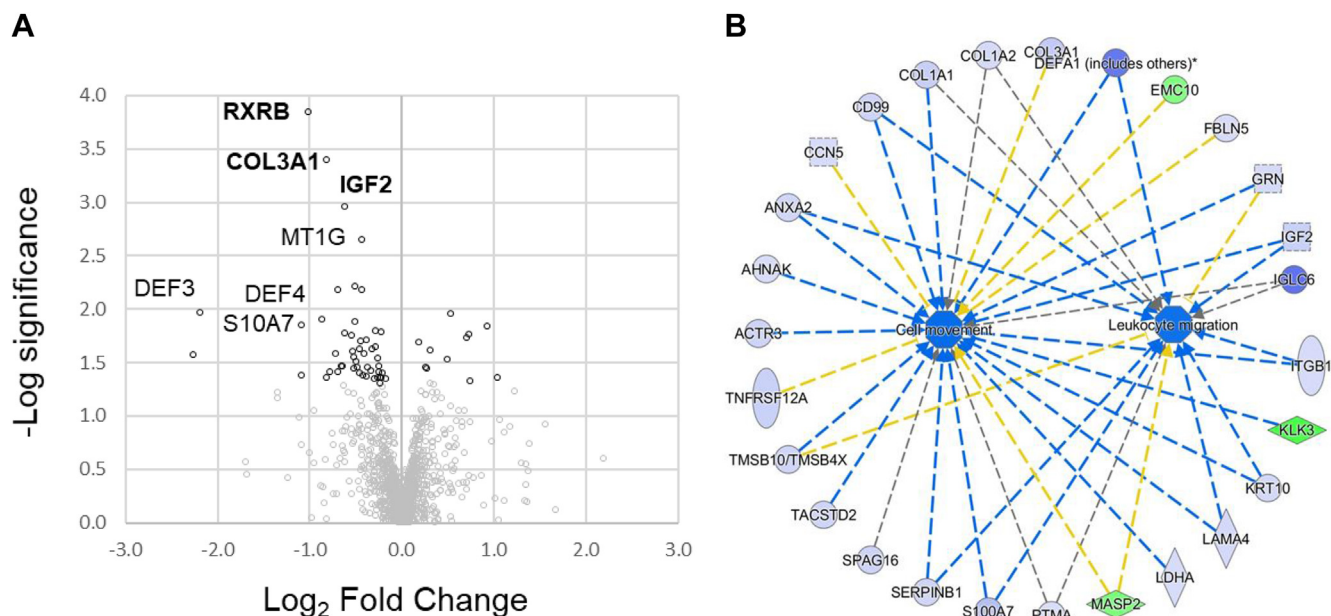 A
B
4.0
3.5
3.0
2.5
2.0
1.5
1.0
0.5
0.0
-3.0
-2.0
-1.0
0.0
1.0
2.0
3.0
-Log significance
Log2 Fold Change
RXRB
COL3A1
IGF2
MT1G
DEF3
DEF4
S10A7
COL1A2
COL3A1
DEFA1 (includes others)*
COL1A1
EMC10
CD99
FBLN5
CCN5
GRN
ANXA2
IGF2
AHNAK
IGLC6
Cell movement
Leukocyte migration
ACTR3
ITGB1
TNFRSF12A
KLK3
TMSB10/TMSB4X
KRT10
TACSTD2
LAMA4
SPAG16
LDHA
SERPINB1
MASP2
S100A7
PTMA